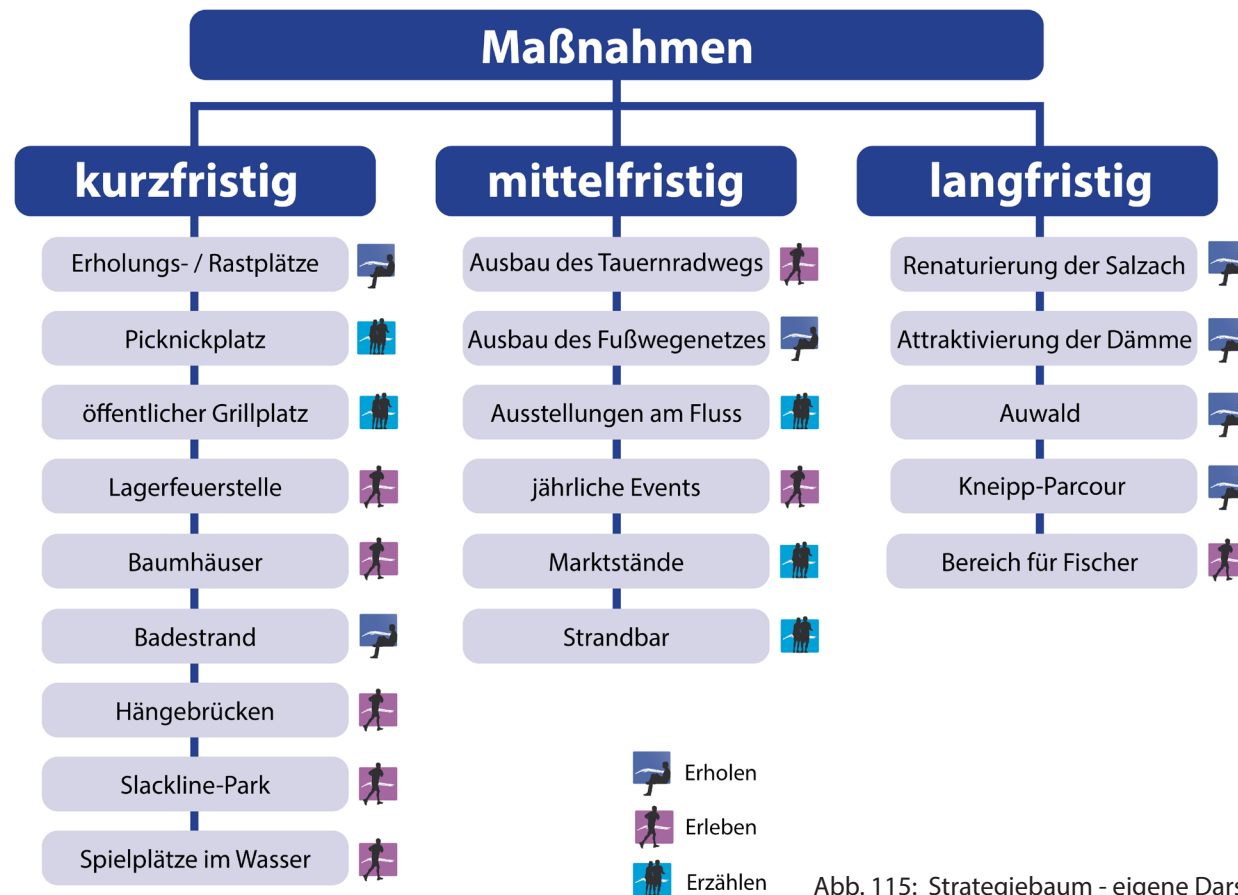 Maßnahmen
kurzfristig
Erholungs- / Rastplätze
Picknickplatz
öffentlicher Grillplatz
Lagerfeuerstelle
Baumhäuser
Badestrand
Hängebrücken
Slackline-Park
Spielplätze im Wasser
mittelfristig
Ausbau des Tauernradwegs
Ausbau des Fußwegenetzes
Ausstellungen am Fluss
jährliche Events
Marktstände
Strandbar
langfristig
Renaturierung der Salzach
Attraktivierung der Dämme
Auwald
Kneipp-Parcour
Bereich für Fischer
Erholen
Erleben
Erzählen
Abb. 115: Strategiebaum - eigene Dars